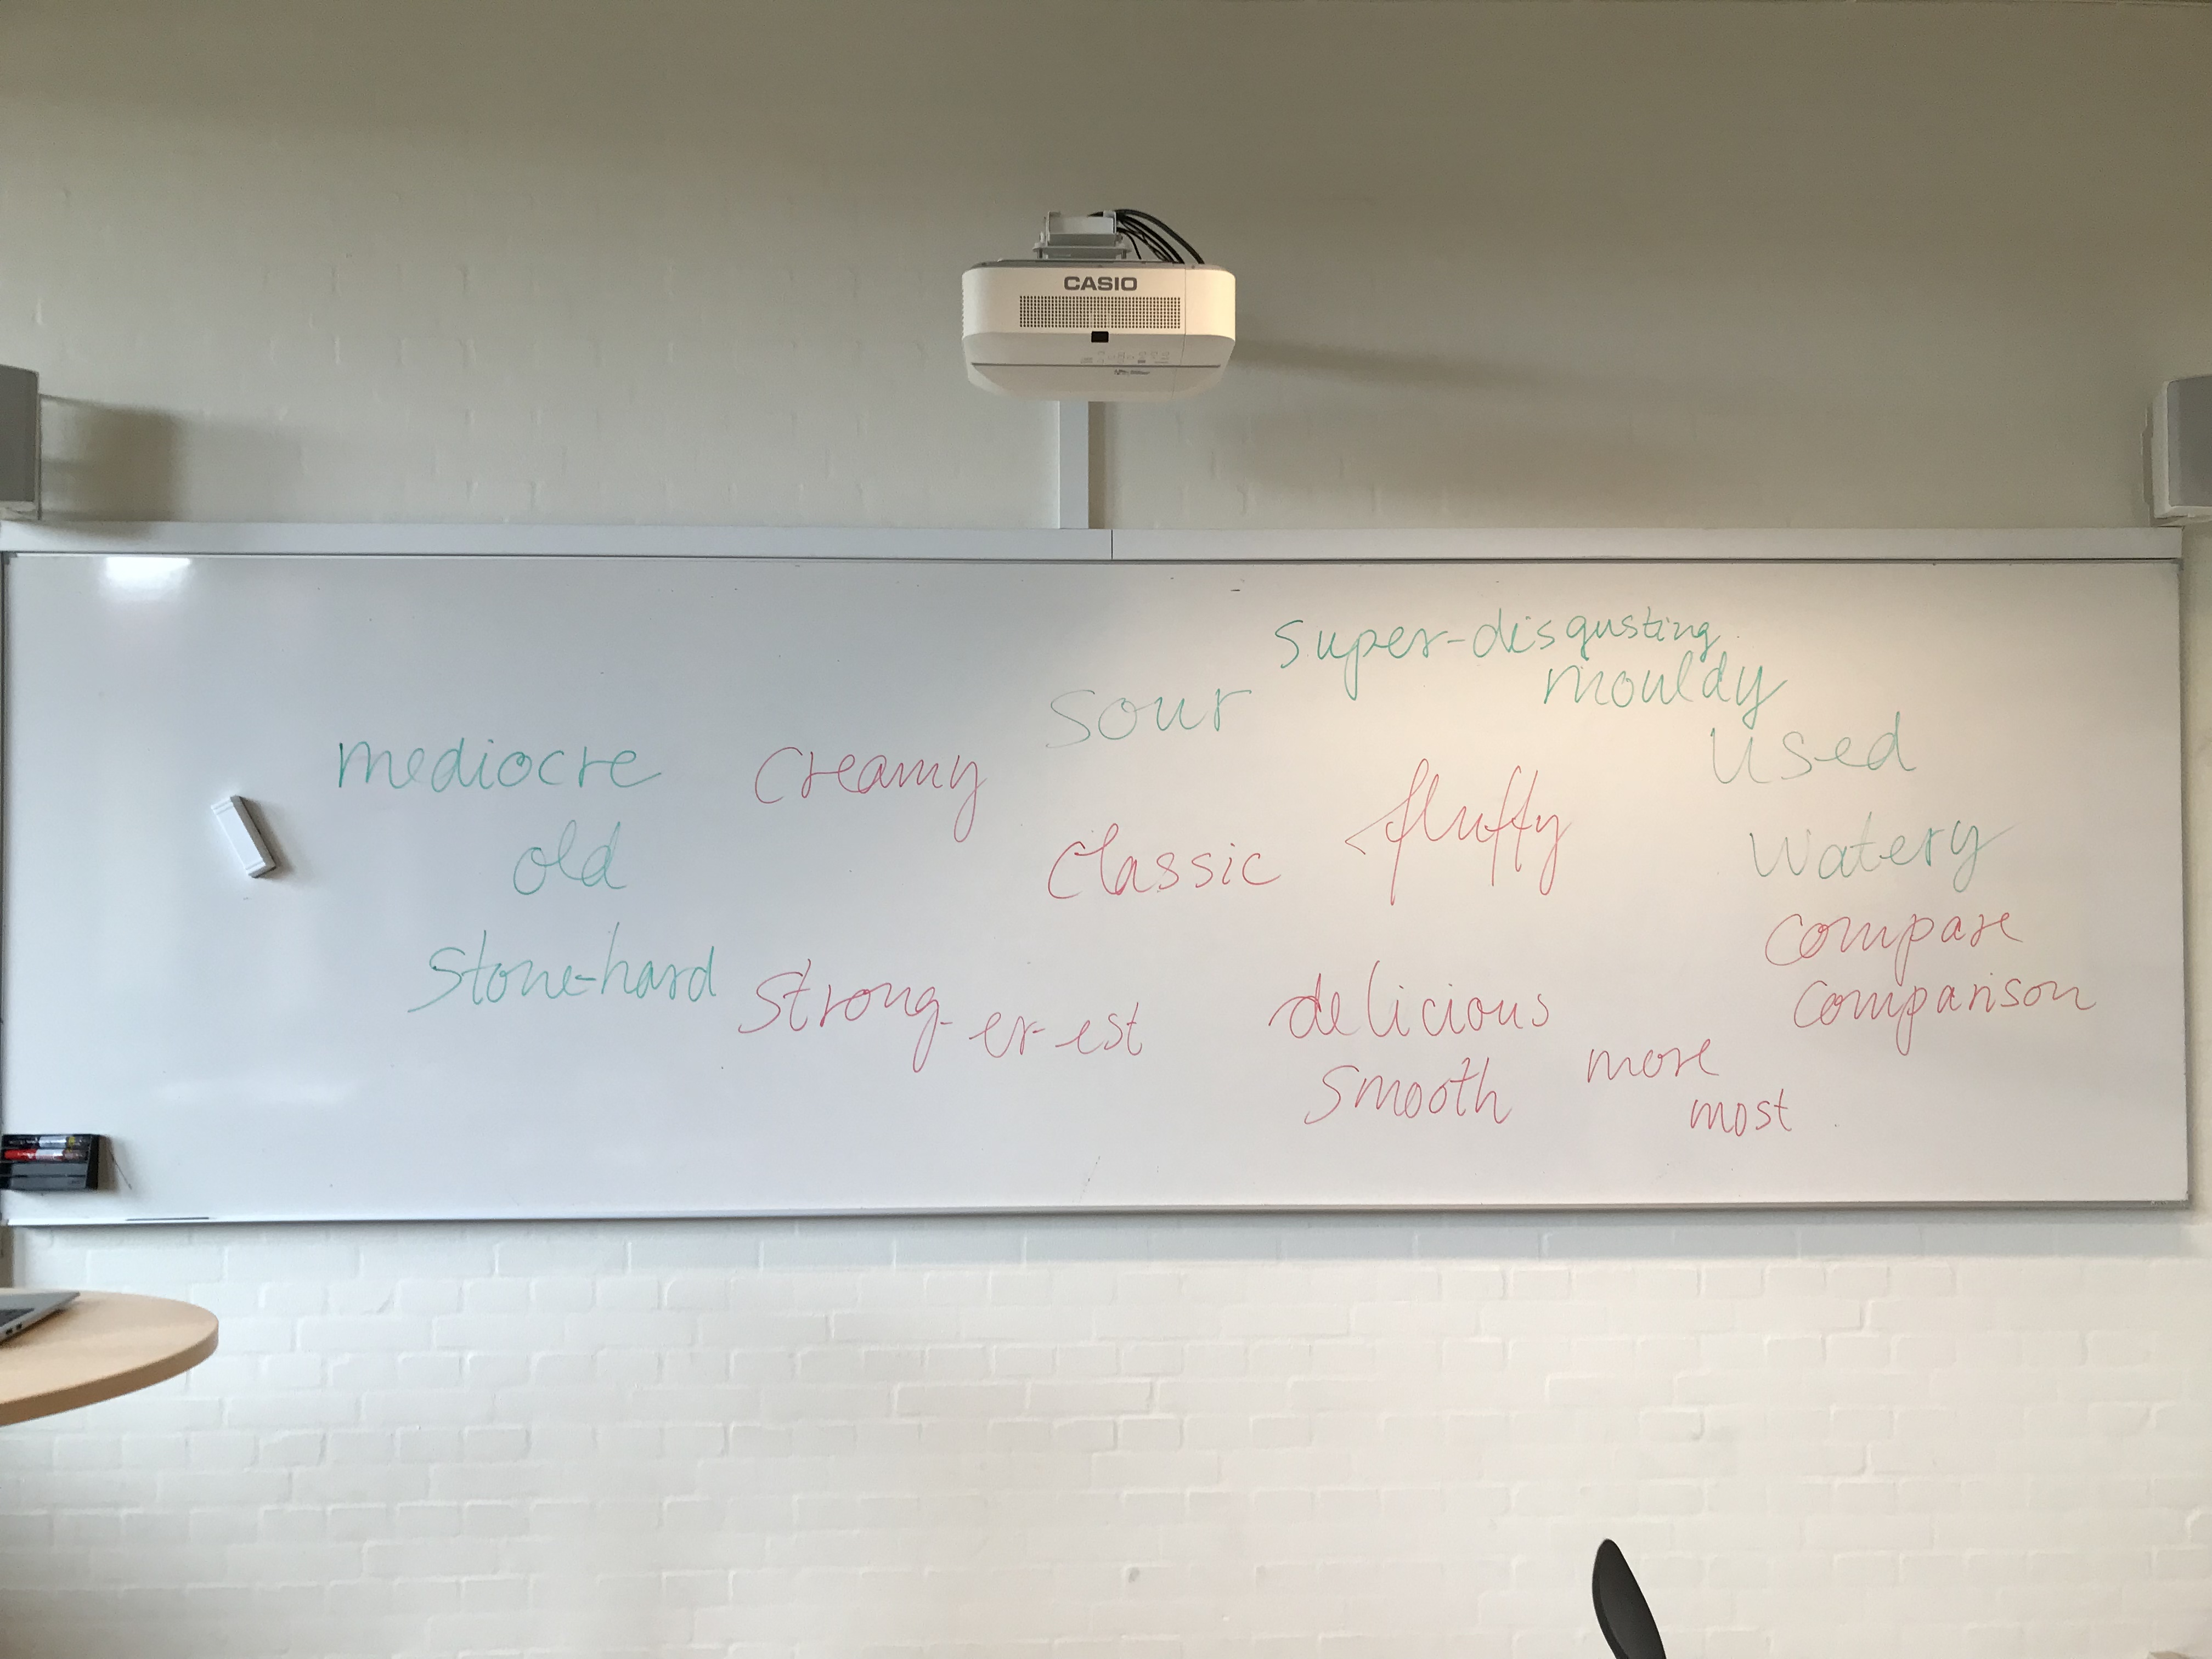 CASIO
super-disgusting
mouldy
sour
used
mediocre
creamy
fluffy
old
classic
watery
compare
stone-hard
strong -er -est
delicious
comparison
smooth
more
most